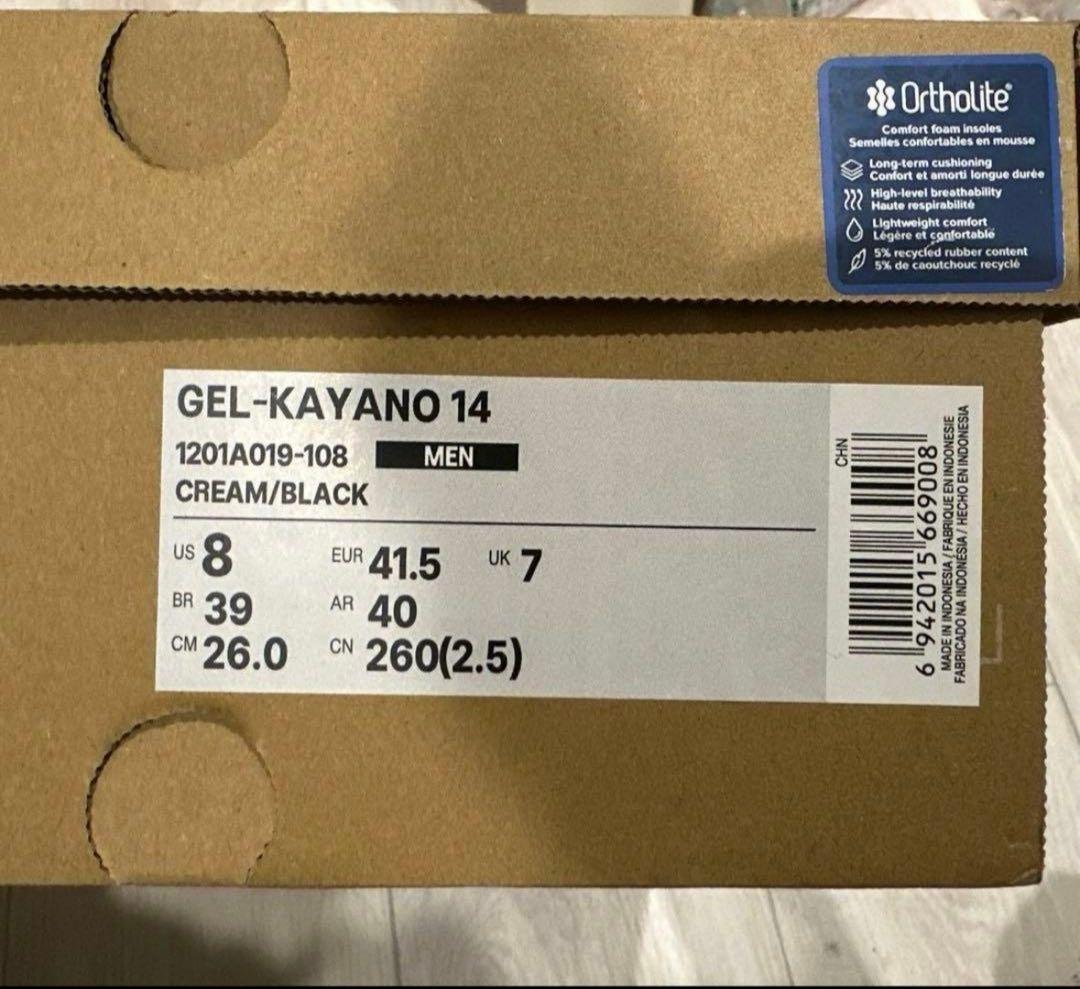 Ortholite®
Comfort foam insoles
Semelles confortables en mousse
Long-term cushioning
Confort et amorti longue durée
High-level breathability
Haute respirabilité
Lightweight comfort
Légère et confortable
5% recycled rubber content
5% de caoutchouc recyclé
GEL-KAYANO 14
1201A019-108 MEN
CREAM/BLACK
US 8 EUR 41.5 UK 7
BR 39 AR 40
CM 26.0 CN 260(2.5)
CHN
6 942015 669008
MADE IN INDONESIA / FABRIQUE EN INDONESIE
FABRICADO NA INDONÉSIA / HECHO EN INDONESIA